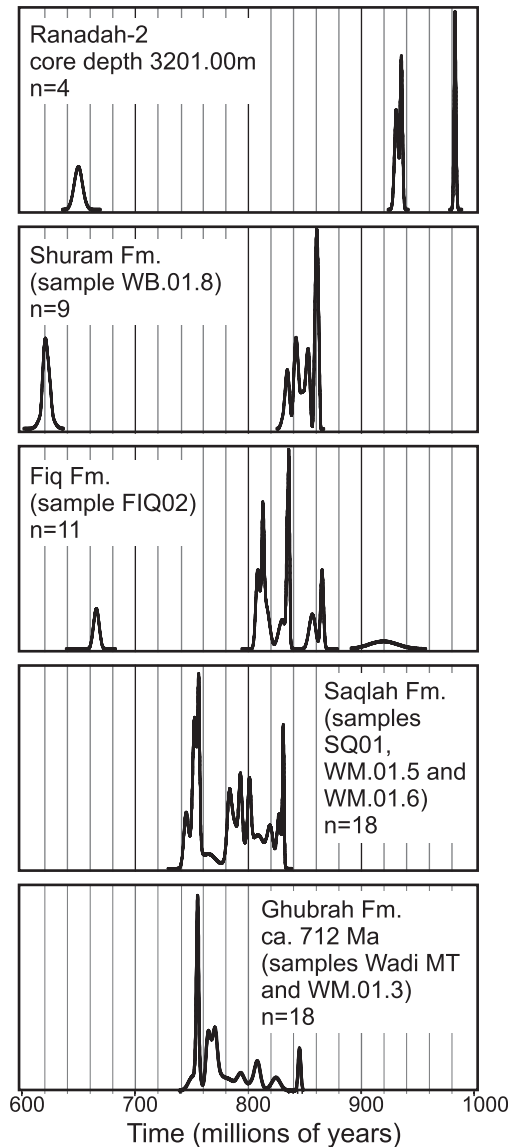 Ranadah-2
core depth 3201.00m
n=4
Shuram Fm.
(sample WB.01.8)
n=9
Fiq Fm.
(sample FIQ02)
n=11
Saqlah Fm.
(samples
SQ01,
WM.01.5 and
WM.01.6)
n=18
Ghubrah Fm.
ca. 712 Ma
(samples Wadi MT
and WM.01.3)
n=18
600 700 800 900 1000
Time (millions of years)